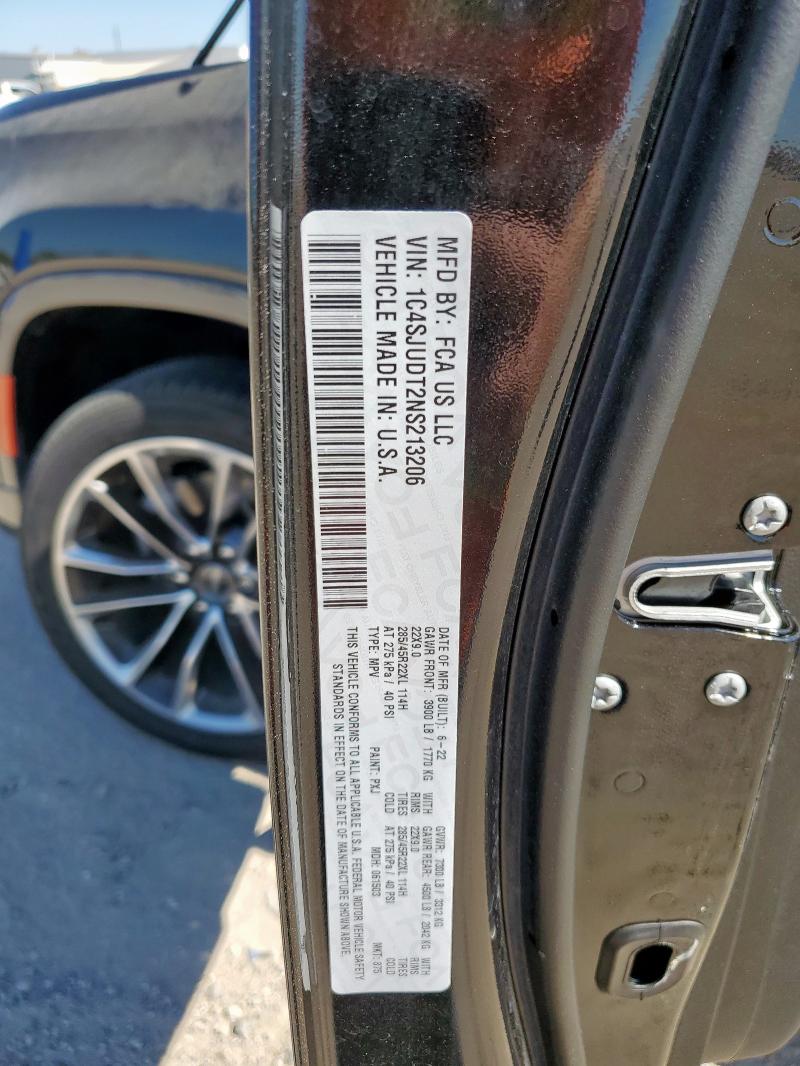 MFD BY: FCA US LLC
VIN: 1C4SJUDT2NS213206
VEHICLE MADE IN: U.S.A.
DATE OF MFR (BUILT): 6-22 GVWR: 7300 LB / 3312 KG
GAWR FRONT: 3900 LB / 1770 KG WITH GAWR REAR: 4500 LB / 2042 KG WITH
22X9.0 RIMS 22X9.0 RIMS
285/45R22XL 114H TIRES 285/45R22XL 114H TIRES
AT 275 kPa / 40 PSI COLD AT 275 kPa / 40 PSI COLD
TYPE: MPV PAINT: PXJ MDH: 061503 MKT: 875
THIS VEHICLE CONFORMS TO ALL APPLICABLE U.S.A. FEDERAL MOTOR VEHICLE SAFETY
STANDARDS IN EFFECT ON THE DATE OF MANUFACTURE SHOWN ABOVE.